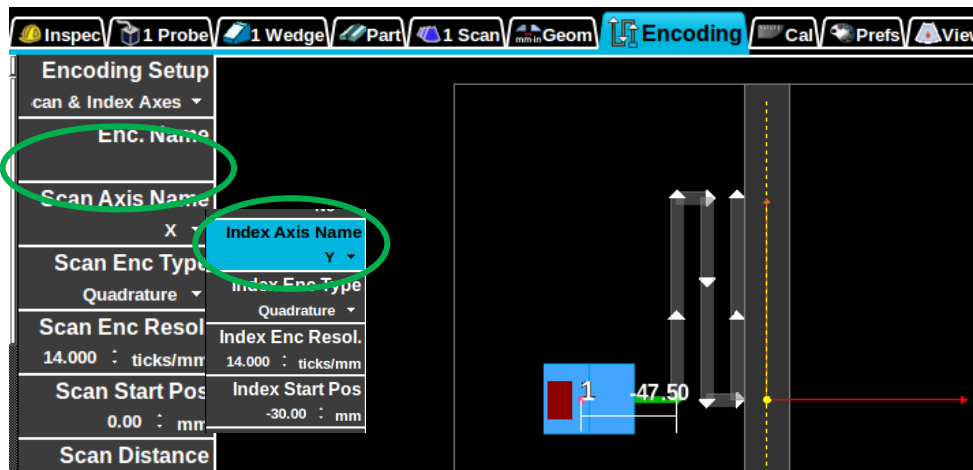 Inspec 1 Probe 1 Wedge Part 1 Scan Geom Encoding Cal Prefs View
Encoding Setup
can & Index Axes
Enc. Name
Scan Axis Name
X
Scan Enc Type
Quadrature
Scan Enc Resol
14.000 ticks/mm
Scan Start Pos
0.00 mm
Scan Distance
Index Axis Name
Y
Index Enc Type
Quadrature
Index Enc Resol.
14.000 ticks/mm
Index Start Pos
-30.00 mm
1 -47.50